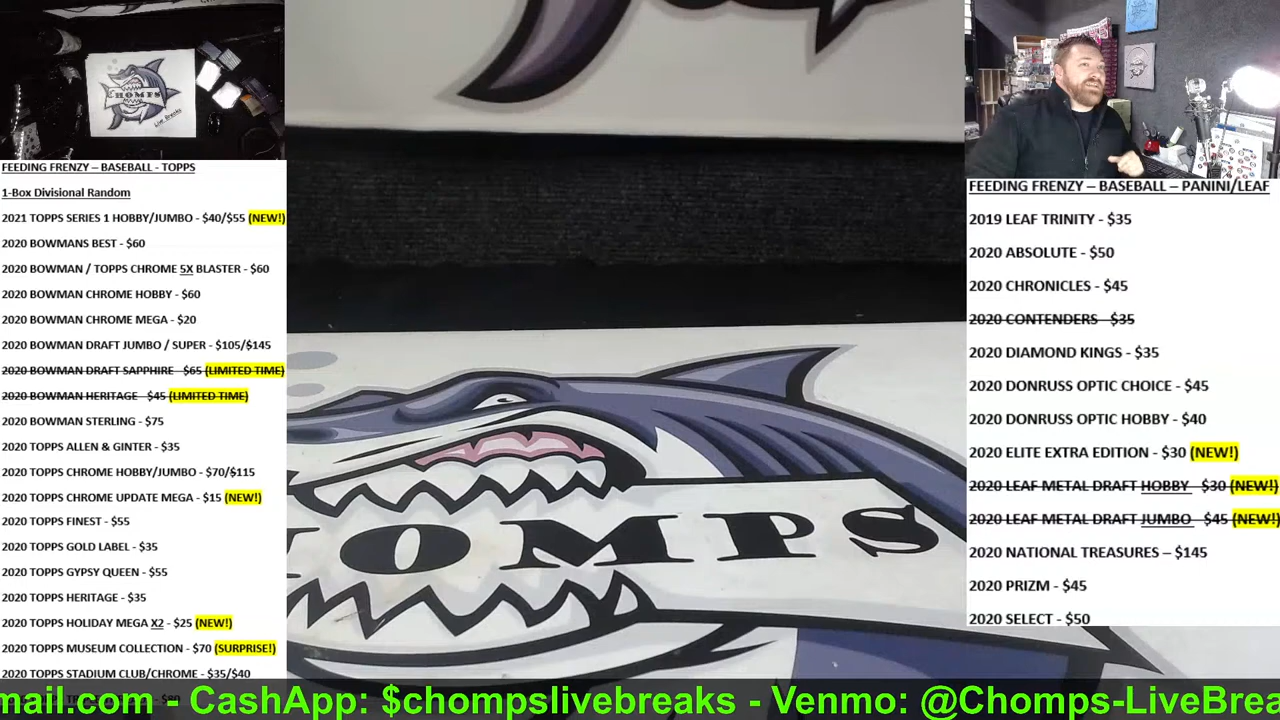 CHOMPS
Live Breaks
FEEDING FRENZY – BASEBALL - TOPPS
1-Box Divisional Random
2021 TOPPS SERIES 1 HOBBY/JUMBO - $40/$55 (NEW!)
2020 BOWMANS BEST - $60
2020 BOWMAN / TOPPS CHROME 5X BLASTER - $60
2020 BOWMAN CHROME HOBBY - $60
2020 BOWMAN CHROME MEGA - $20
2020 BOWMAN DRAFT JUMBO / SUPER - $105/$145
2020 BOWMAN DRAFT SAPPHIRE - $65 (LIMITED TIME)
2020 BOWMAN HERITAGE - $45 (LIMITED TIME)
2020 BOWMAN STERLING - $75
2020 TOPPS ALLEN & GINTER - $35
2020 TOPPS CHROME HOBBY/JUMBO - $70/$115
2020 TOPPS CHROME UPDATE MEGA - $15 (NEW!)
2020 TOPPS FINEST - $55
2020 TOPPS GOLD LABEL - $35
2020 TOPPS GYPSY QUEEN - $55
2020 TOPPS HERITAGE - $35
2020 TOPPS HOLIDAY MEGA X2 - $25 (NEW!)
2020 TOPPS MUSEUM COLLECTION - $70 (SURPRISE!)
2020 TOPPS STADIUM CLUB/CHROME - $35/$40
HOMPS
FEEDING FRENZY – BASEBALL – PANINI/LEAF
2019 LEAF TRINITY - $35
2020 ABSOLUTE - $50
2020 CHRONICLES - $45
2020 CONTENDERS - $35
2020 DIAMOND KINGS - $35
2020 DONRUSS OPTIC CHOICE - $45
2020 DONRUSS OPTIC HOBBY - $40
2020 ELITE EXTRA EDITION - $30 (NEW!)
2020 LEAF METAL DRAFT HOBBY - $30 (NEW!)
2020 LEAF METAL DRAFT JUMBO - $45 (NEW!)
2020 NATIONAL TREASURES – $145
2020 PRIZM - $45
2020 SELECT - $50
mail.com - CashApp: $chompslivebreaks - Venmo: @Chomps-LiveBrea